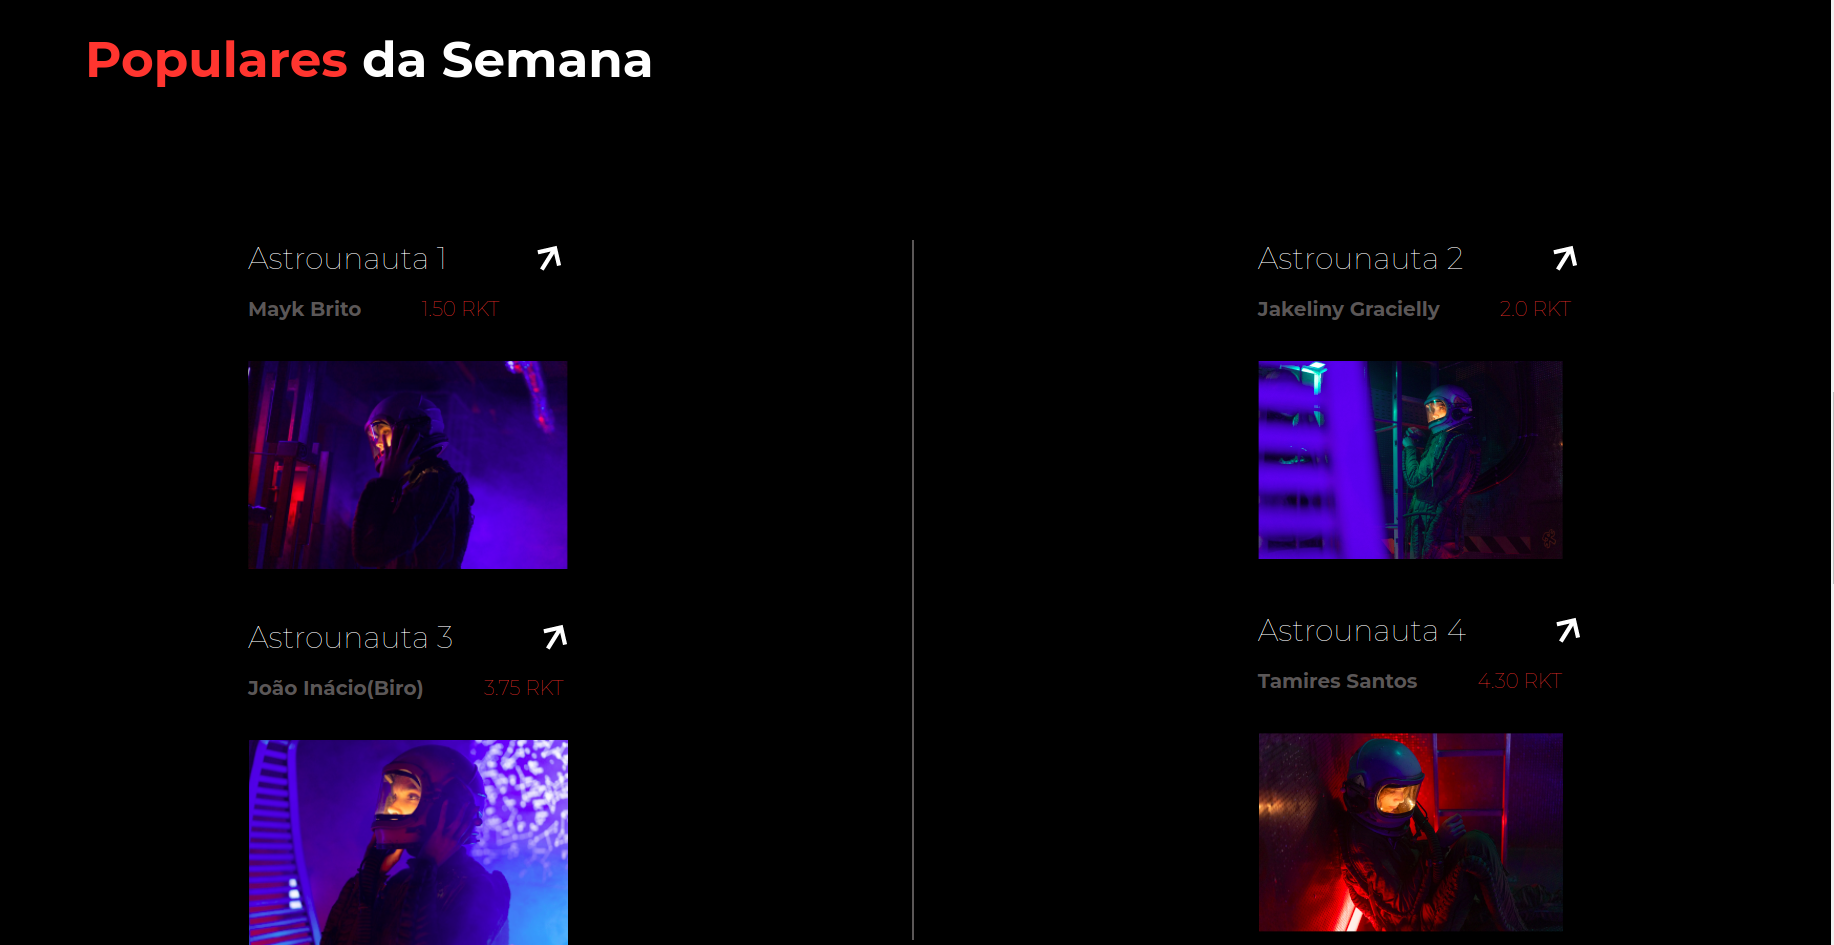 Populares da Semana
Astrounauta 1
Mayk Brito 1.50 RKT
Astrounauta 2
Jakeliny Gracielly 2.0 RKT
Astrounauta 3
João Inácio(Biro) 3.75 RKT
Astrounauta 4
Tamires Santos 4.30 RKT